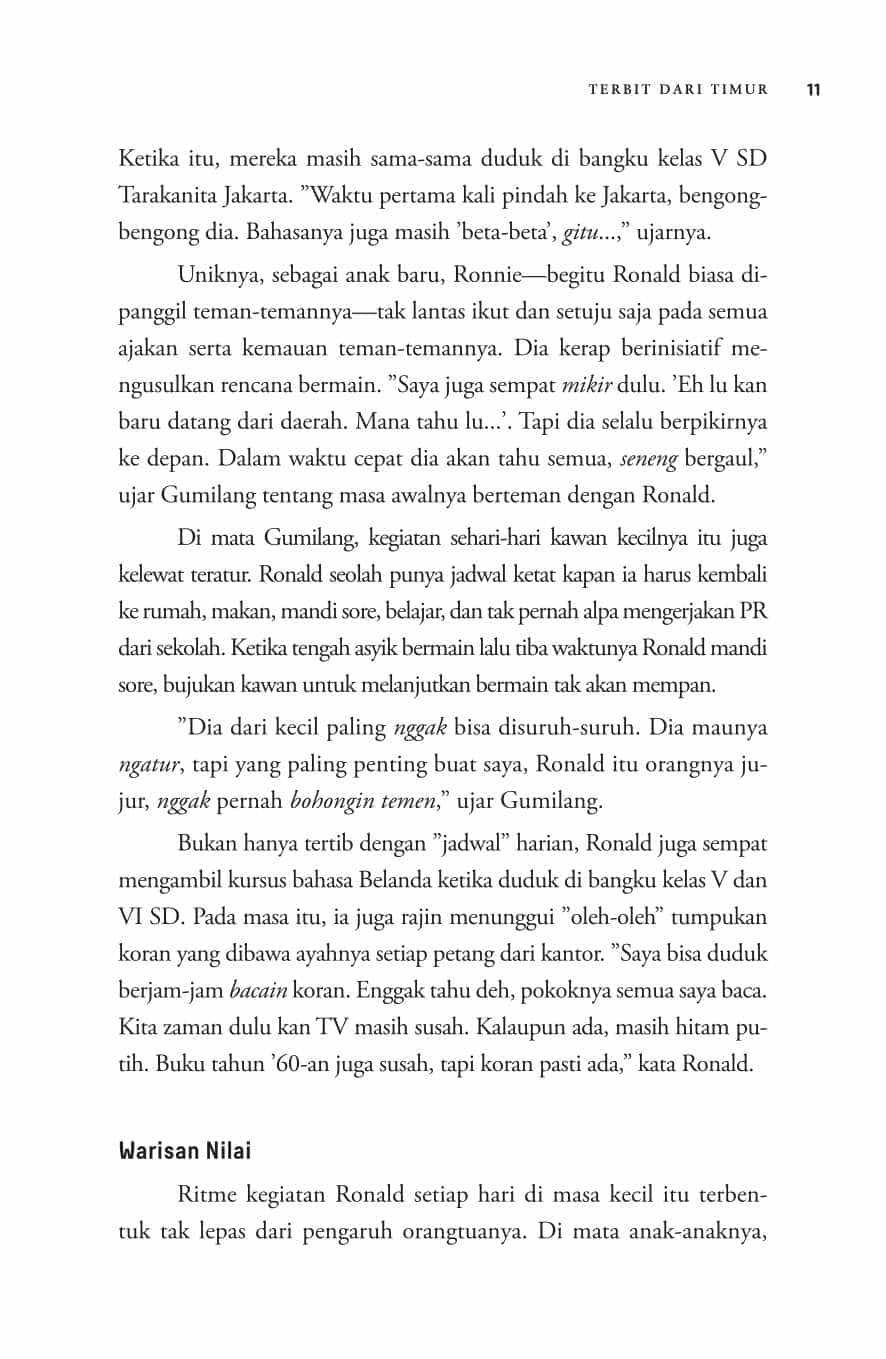 TERBIT DARI TIMUR 11
Ketika itu, mereka masih sama-sama duduk di bangku kelas V SD
Tarakanita Jakarta. ”Waktu pertama kali pindah ke Jakarta, bengong-
bengong dia. Bahasanya juga masih ’beta-beta’, gitu...,” ujarnya.
Uniknya, sebagai anak baru, Ronnie—begitu Ronald biasa di-
panggil teman-temannya—tak lantas ikut dan setuju saja pada semua
ajakan serta kemauan teman-temannya. Dia kerap berinisiatif me-
ngusulkan rencana bermain. ”Saya juga sempat mikir dulu. ’Eh lu kan
baru datang dari daerah. Mana tahu lu...’. Tapi dia selalu berpikirnya
ke depan. Dalam waktu cepat dia akan tahu semua, seneng bergaul,”
ujar Gumilang tentang masa awalnya berteman dengan Ronald.
Di mata Gumilang, kegiatan sehari-hari kawan kecilnya itu juga
kelewat teratur. Ronald seolah punya jadwal ketat kapan ia harus kembali
ke rumah, makan, mandi sore, belajar, dan tak pernah alpa mengerjakan PR
dari sekolah. Ketika tengah asyik bermain lalu tiba waktunya Ronald mandi
sore, bujukan kawan untuk melanjutkan bermain tak akan mempan.
”Dia dari kecil paling nggak bisa disuruh-suruh. Dia maunya
ngatur, tapi yang paling penting buat saya, Ronald itu orangnya ju-
jur, nggak pernah bohongin temen,” ujar Gumilang.
Bukan hanya tertib dengan ”jadwal” harian, Ronald juga sempat
mengambil kursus bahasa Belanda ketika duduk di bangku kelas V dan
VI SD. Pada masa itu, ia juga rajin menunggui ”oleh-oleh” tumpukan
koran yang dibawa ayahnya setiap petang dari kantor. ”Saya bisa duduk
berjam-jam bacain koran. Enggak tahu deh, pokoknya semua saya baca.
Kita zaman dulu kan TV masih susah. Kalaupun ada, masih hitam pu-
tih. Buku tahun ’60-an juga susah, tapi koran pasti ada,” kata Ronald.
Warisan Nilai
Ritme kegiatan Ronald setiap hari di masa kecil itu terben-
tuk tak lepas dari pengaruh orangtuanya. Di mata anak-anaknya,